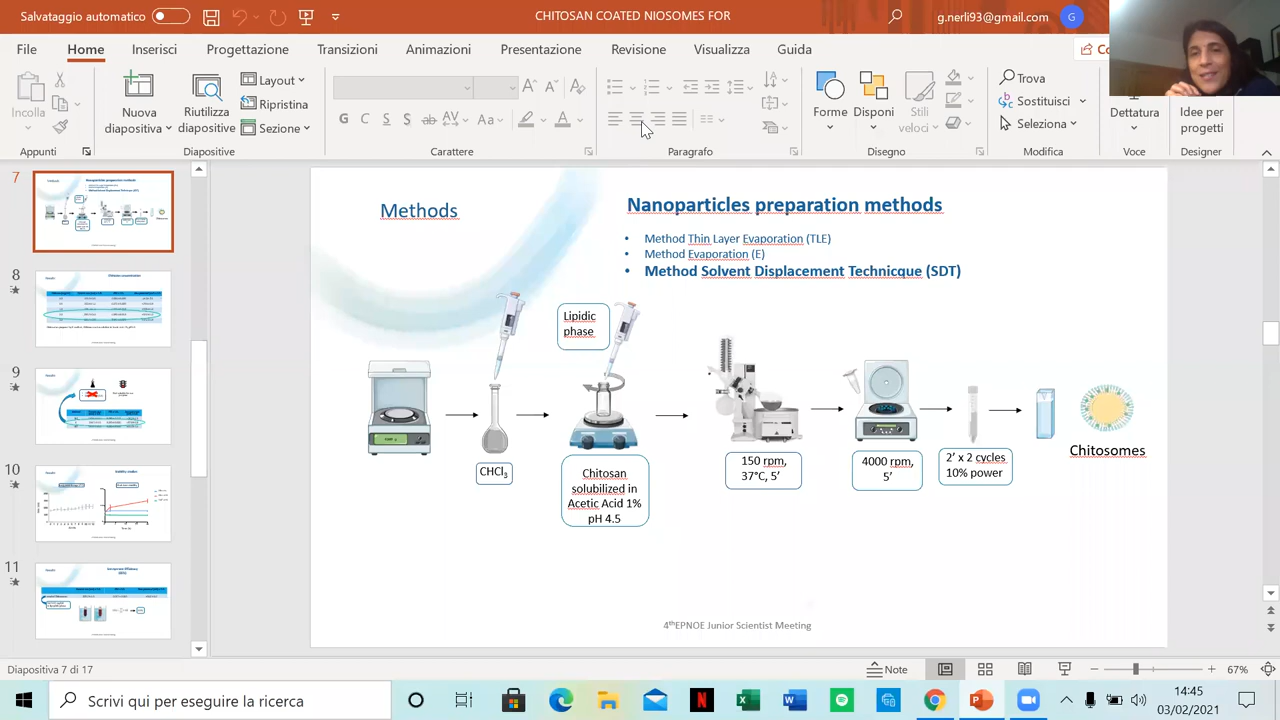 Salvataggio automatico
CHITOSAN COATED NIOSOMES FOR
g.nerli93@gmail.com
G
File
Home
Inserisci
Progettazione
Transizioni
Animazioni
Presentazione
Revisione
Visualizza
Guida
Incolla
Nuova
diapositiva
Riutilizza
diapositive
Layout
Ripristina
Sezione
Forme
Disponi
Stili
veloci
Trova
Sostituisci
Seleziona
Dettatura
Idee per
progetti
Appunti
Diapositive
Carattere
Paragrafo
Disegno
Modifica
Voce
Designer
7
8
9
10
11
Methods
Nanoparticles preparation methods
• Method Thin Layer Evaporation (TLE)
• Method Evaporation (E)
• Method Solvent Displacement Technicque (SDT)
Lipidic
phase
CHCl3
Chitosan
solubilized in
Acetic Acid 1%
pH 4.5
150 rpm,
37°C, 5’
4000 rpm,
5’
2’ x 2 cycles
10% power
Chitosomes
4thEPNOE Junior Scientist Meeting
Diapositiva 7 di 17
Note
67%
Scrivi qui per eseguire la ricerca
14:45
03/02/2021